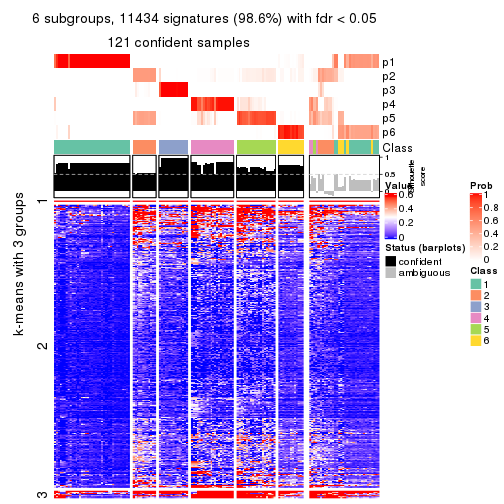 6 subgroups, 11434 signatures (98.6%) with fdr < 0.05
121 confident samples
p1
p2
p3
p4
p5
p6
Class
1
0.5
0
Silhouette
score
k-means with 3 groups
1
2
3
Value
0.6
0.4
0.2
0
Status (barplots)
confident
ambiguous
Prob
1
0.8
0.6
0.4
0.2
0
Class
1
2
3
4
5
6